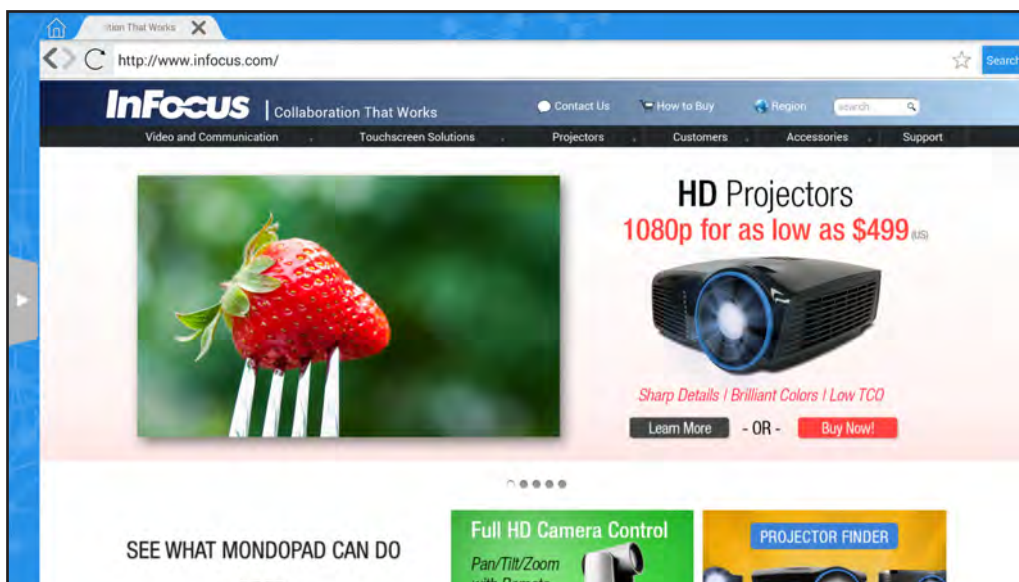 ition That Works
http://www.infocus.com/
Search
InFocus | Collaboration That Works
Contact Us
How to Buy
Region
search
Video and Communication
Touchscreen Solutions
Projectors
Customers
Accessories
Support
HD Projectors
1080p for as low as $499 (US)
Sharp Details / Brilliant Colors / Low TCO
Learn More - OR - Buy Now!
SEE WHAT MONDOPAD CAN DO
Full HD Camera Control
Pan/Tilt/Zoom
with Remote
PROJECTOR FINDER